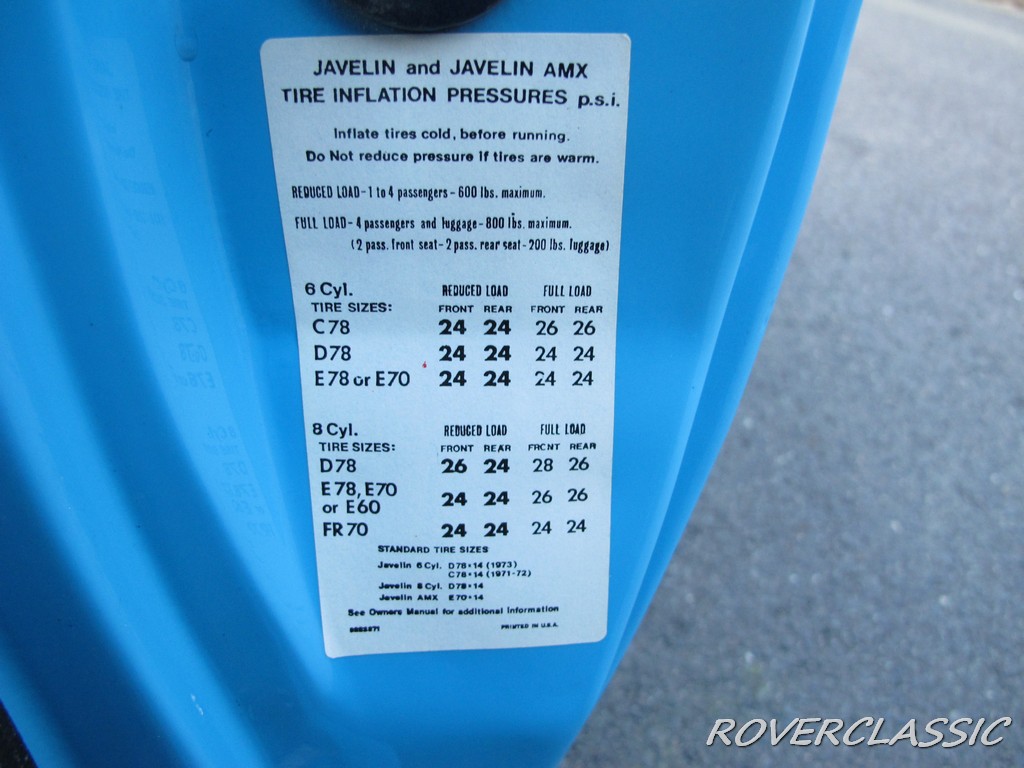 JAVELIN and JAVELIN AMX
TIRE INFLATION PRESSURES p.s.i.
Inflate tires cold, before running.
Do Not reduce pressure if tires are warm.
REDUCED LOAD-1 to 4 passengers-600 lbs. maximum.
FULL LOAD-4 passengers and luggage-800 lbs. maximum.
(2 pass. front seat-2 pass. rear seat-200 lbs. luggage)
6 Cyl. REDUCED LOAD FULL LOAD
TIRE SIZES: FRONT REAR FRONT REAR
C78 24 24 26 26
D78 24 24 24 24
E78 or E70 24 24 24 24
8 Cyl. REDUCED LOAD FULL LOAD
TIRE SIZES: FRONT REAR FRONT REAR
D78 26 24 28 26
E78, E70
or E60 24 24 26 26
FR70 24 24 24 24
STANDARD TIRE SIZES
Javelin 6 Cyl. D78-14 (1973)
C78-14 (1971-72)
Javelin 8 Cyl. D78-14
Javelin AMX E70-14
See Owners Manual for additional information
PRINTED IN U.S.A.
ROVERCLASSIC